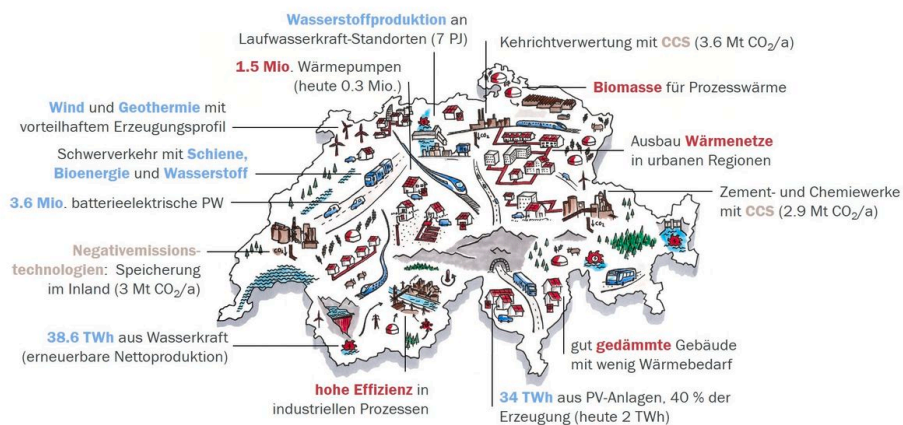 Wasserstoffproduktion an
Laufwasserkraft-Standorten (7 PJ)
Kehrichtverwertung mit CCS (3.6 Mt CO₂/a)
1.5 Mio. Wärmepumpen
(heute 0.3 Mio.)
Biomasse für Prozesswärme
Wind und Geothermie mit
vorteilhaftem Erzeugungsprofil
Ausbau Wärmenetze
in urbanen Regionen
Schwerverkehr mit Schiene,
Bioenergie und Wasserstoff
Zement- und Chemiewerke
mit CCS (2.9 Mt CO₂/a)
3.6 Mio. batterieelektrische PW
Negativemissions-
technologien: Speicherung
im Inland (3 Mt CO₂/a)
38.6 TWh aus Wasserkraft
(erneuerbare Nettoproduktion)
gut gedämmte Gebäude
mit wenig Wärmebedarf
hohe Effizienz in
industriellen Prozessen
34 TWh aus PV-Anlagen, 40 % der
Erzeugung (heute 2 TWh)